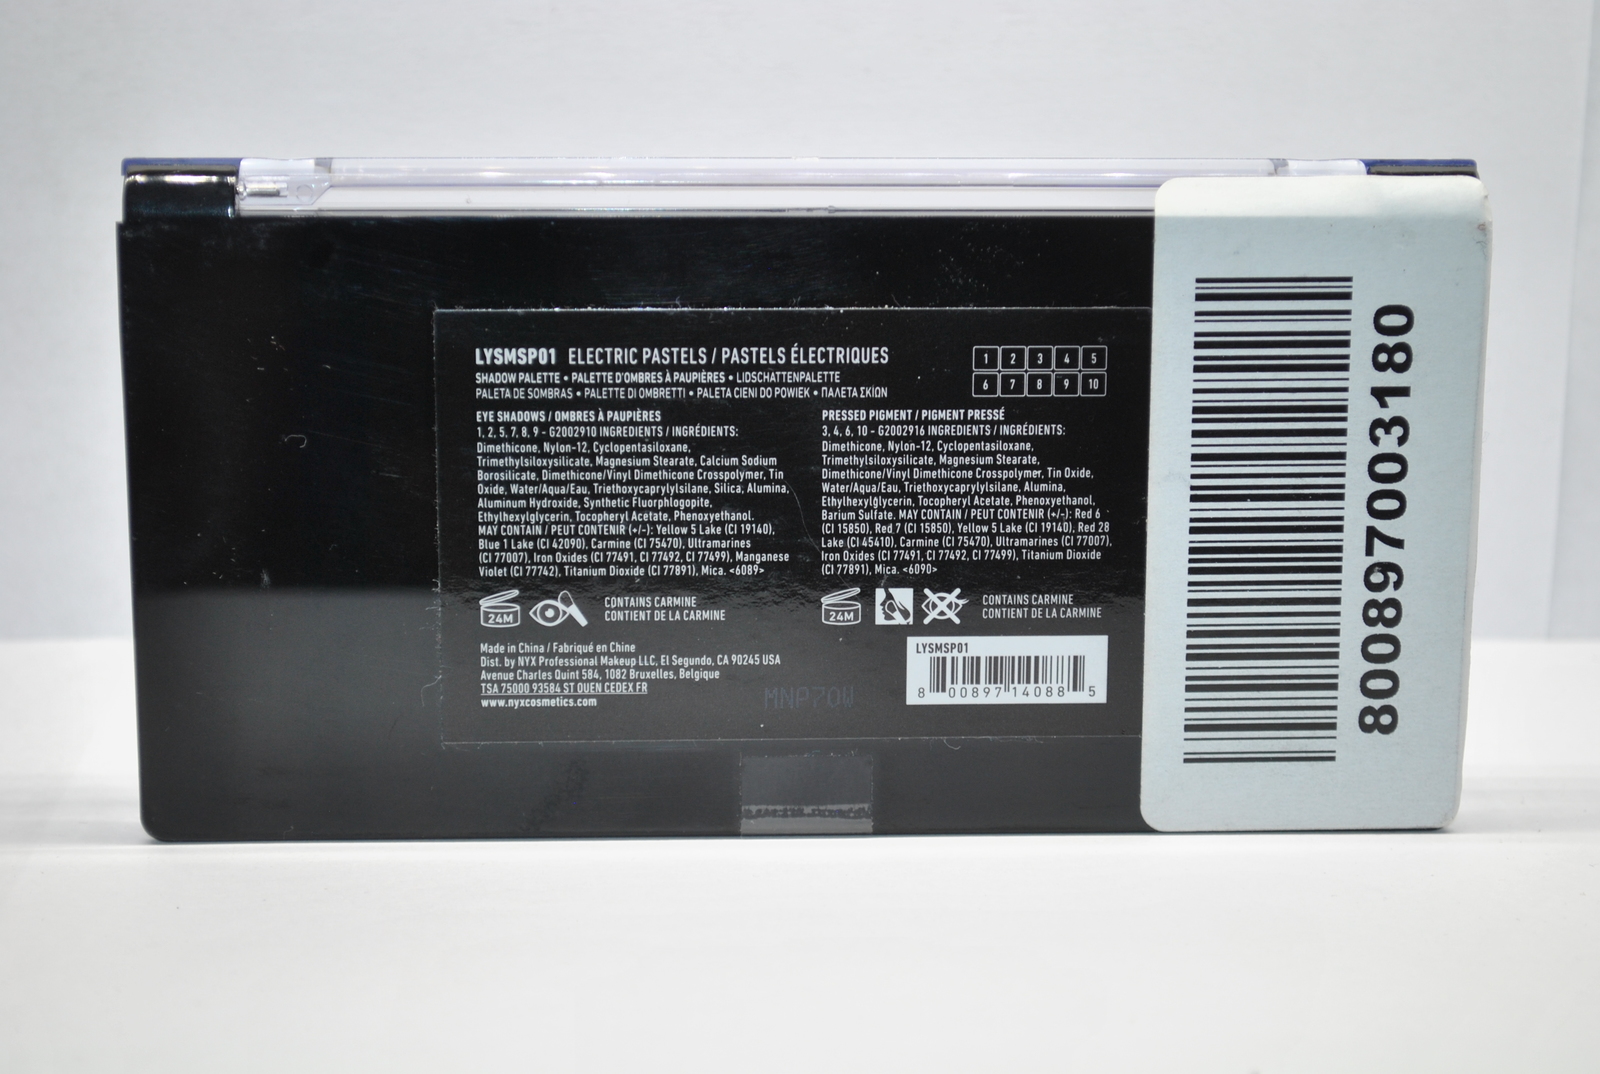 LYSMSP01 ELECTRIC PASTELS / PASTELS ÉLECTRIQUES
SHADOW PALETTE • PALETTE D'OMBRES À PAUPIÈRES • LIDSCHATTENPALETTE
PALETA DE SOMBRAS • PALETTE DI OMBRETTI • PALETA CIENI DO POWIEK • ΠΑΛΕΤΑ ΣΚΙΩΝ
1 2 3 4 5
6 7 8 9 10
EYE SHADOWS / OMBRES À PAUPIÈRES
1, 2, 5, 7, 8, 9 - G2002910 INGREDIENTS / INGRÉDIENTS:
Dimethicone, Nylon-12, Cyclopentasiloxane,
Trimethylsiloxysilicate, Magnesium Stearate, Calcium Sodium
Borosilicate, Dimethicone/Vinyl Dimethicone Crosspolymer, Tin
Oxide, Water/Aqua/Eau, Triethoxycaprylylsilane, Silica, Alumina,
Aluminum Hydroxide, Synthetic Fluorphlogopite,
Ethylhexylglycerin, Tocopheryl Acetate, Phenoxyethanol.
MAY CONTAIN / PEUT CONTENIR (+/-): Yellow 5 Lake (CI 19140),
Blue 1 Lake (CI 42090), Carmine (CI 75470), Ultramarines
(CI 77007), Iron Oxides (CI 77491, CI 77492, CI 77499), Manganese
Violet (CI 77742), Titanium Dioxide (CI 77891), Mica. <6089>
24M
CONTAINS CARMINE
CONTIENT DE LA CARMINE
PRESSED PIGMENT / PIGMENT PRESSÉ
3, 4, 6, 10 - G2002916 INGREDIENTS / INGRÉDIENTS:
Dimethicone, Nylon-12, Cyclopentasiloxane,
Trimethylsiloxysilicate, Magnesium Stearate,
Dimethicone/Vinyl Dimethicone Crosspolymer, Tin Oxide,
Water/Aqua/Eau, Triethoxycaprylylsilane, Alumina,
Ethylhexylglycerin, Tocopheryl Acetate, Phenoxyethanol,
Barium Sulfate. MAY CONTAIN / PEUT CONTENIR (+/-): Red 6
(CI 15850), Red 7 (CI 15850), Yellow 5 Lake (CI 19140), Red 28
Lake (CI 45410), Carmine (CI 75470), Ultramarines (CI 77007),
Iron Oxides (CI 77491, CI 77492, CI 77499), Titanium Dioxide
(CI 77891), Mica. <6090>
24M
CONTAINS CARMINE
CONTIENT DE LA CARMINE
Made in China / Fabriqué en Chine
Dist. by NYX Professional Makeup LLC, El Segundo, CA 90245 USA
Avenue Charles Quint 584, 1082 Bruxelles, Belgique
TSA 75000 93584 ST OUEN CEDEX FR
www.nyxcosmetics.com
MNP70W
LYSMSP01
8 00897 14088 5
800897003180